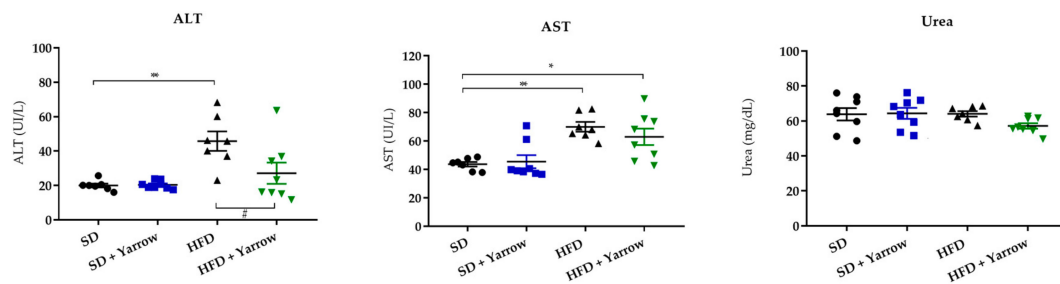 ALT
ALT (UI/L)
100
80
60
40
20
0
**
#
SD
SD + Yarrow
HFD
HFD + Yarrow
AST
AST (UI/L)
120
100
80
60
40
20
0
*
**
SD
SD + Yarrow
HFD
HFD + Yarrow
Urea
Urea (mg/dL)
100
80
60
40
20
0
SD
SD + Yarrow
HFD
HFD + Yarrow